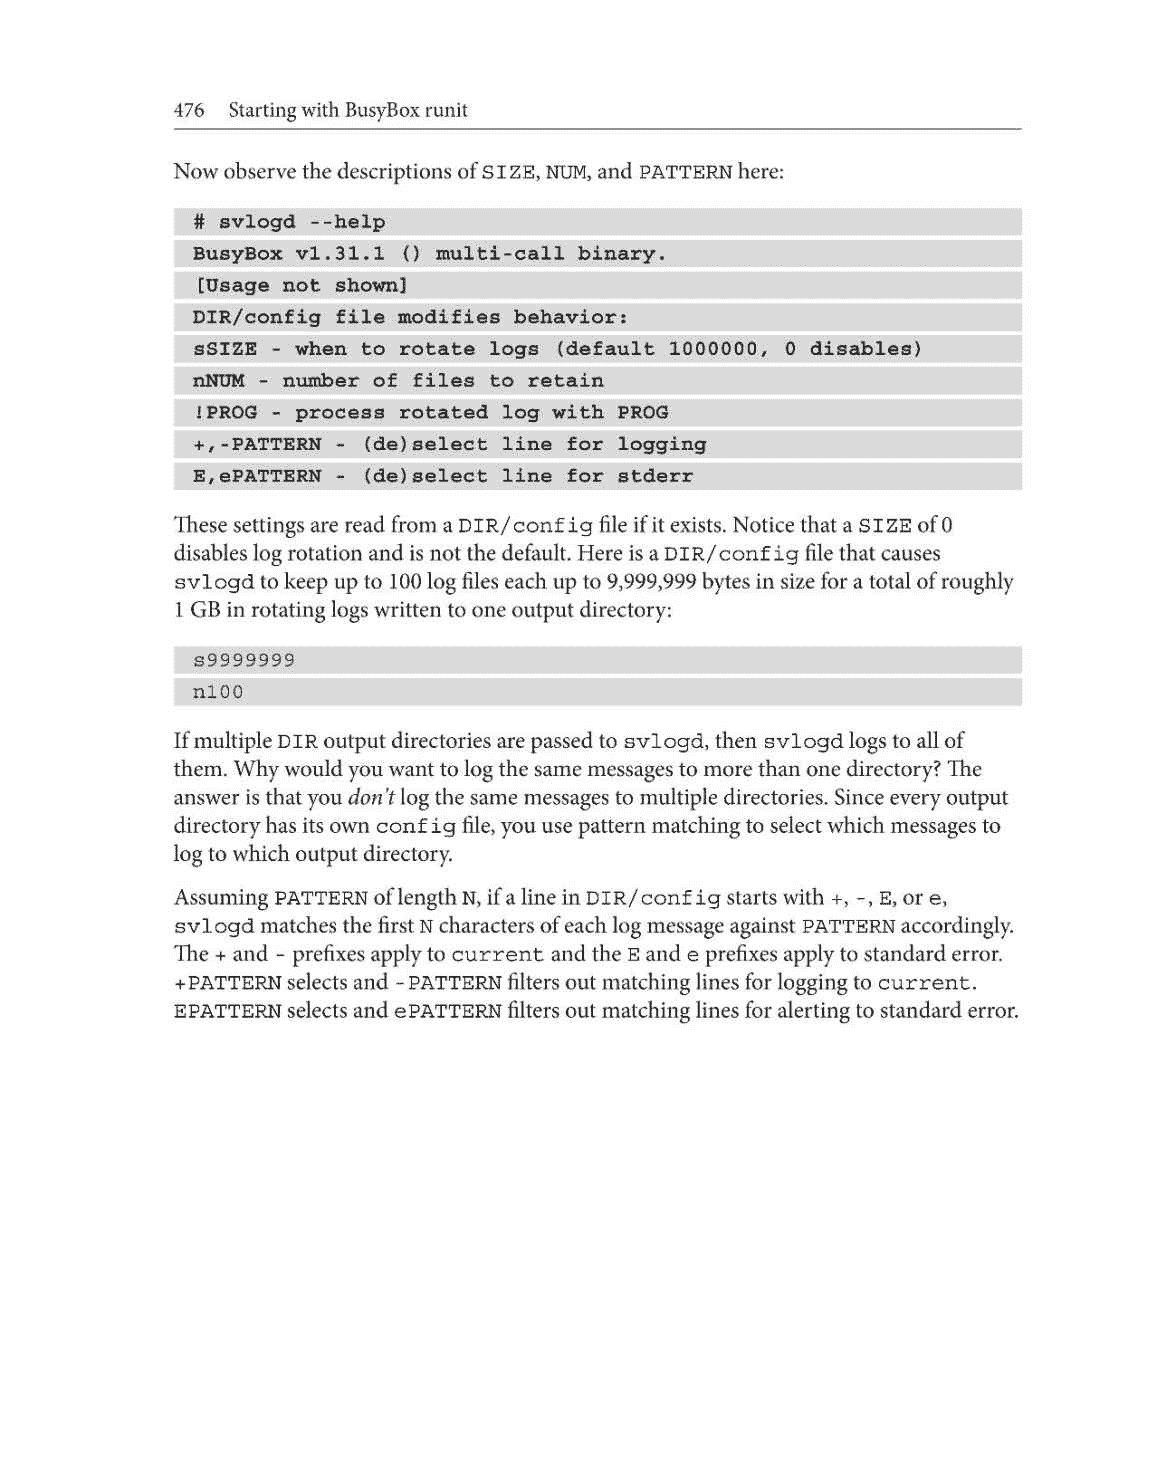 476 Starting with BusyBox runit
Now observe the descriptions of SIZE, NUM, and PATTERN here:
# svlogd --help
BusyBox v1.31.1 () multi-call binary.
[Usage not shown]
DIR/config file modifies behavior:
sSIZE - when to rotate logs (default 1000000, 0 disables)
nNUM - number of files to retain
!PROG - process rotated log with PROG
+,-PATTERN - (de)select line for logging
E,ePATTERN - (de)select line for stderr
These settings are read from a DIR/config file if it exists. Notice that a SIZE of 0
disables log rotation and is not the default. Here is a DIR/config file that causes
svlogd to keep up to 100 log files each up to 9,999,999 bytes in size for a total of roughly
1 GB in rotating logs written to one output directory:
s9999999
n100
If multiple DIR output directories are passed to svlogd, then svlogd logs to all of
them. Why would you want to log the same messages to more than one directory? The
answer is that you don't log the same messages to multiple directories. Since every output
directory has its own config file, you use pattern matching to select which messages to
log to which output directory.
Assuming PATTERN of length N, if a line in DIR/config starts with +, -, E, or e,
svlogd matches the first N characters of each log message against PATTERN accordingly.
The + and - prefixes apply to current and the E and e prefixes apply to standard error.
+PATTERN selects and -PATTERN filters out matching lines for logging to current.
EPATTERN selects and ePATTERN filters out matching lines for alerting to standard error.